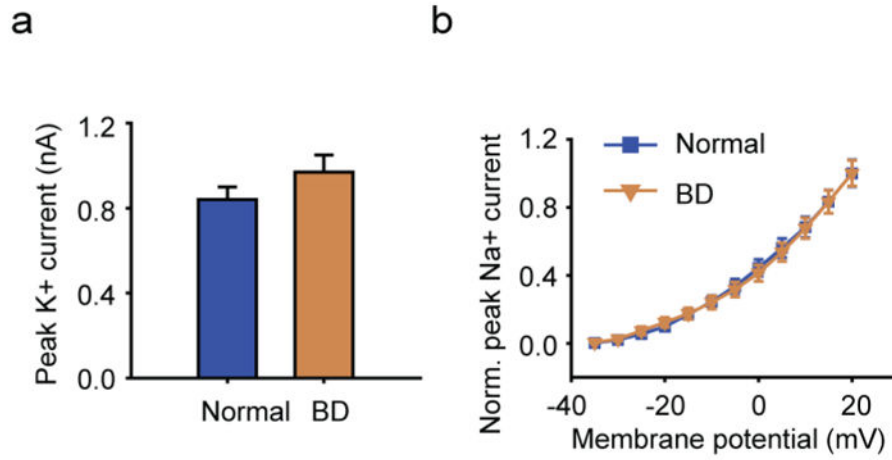 a
Peak K+ current (nA)
1.2
0.8
0.4
0.0
Normal BD
b
Norm. peak Na+ current
1.2
0.8
0.4
0.0
Normal
BD
-40 -20 0 20
Membrane potential (mV)